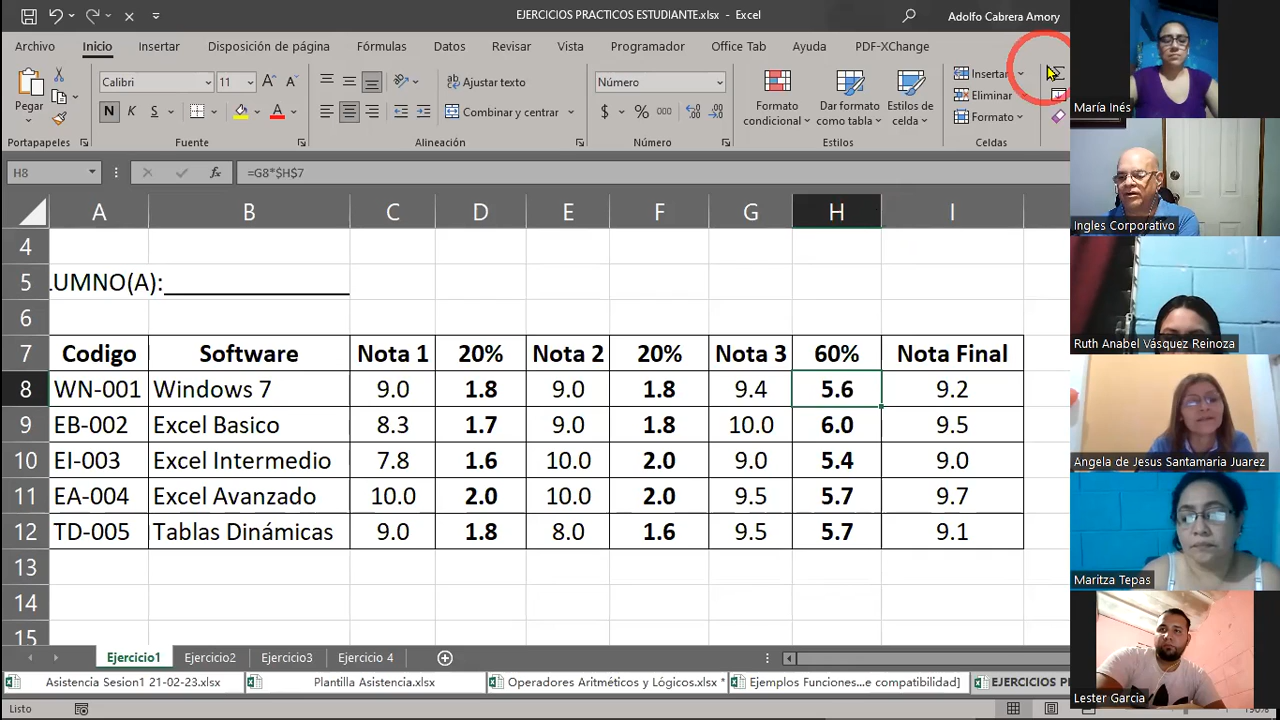 EJERCICIOS PRACTICOS ESTUDIANTE.xlsx - Excel
Adolfo Cabrera Amory
Archivo Inicio Insertar Disposición de página Fórmulas Datos Revisar Vista Programador Office Tab Ayuda PDF-XChange
Pegar
Calibri 11
N K S
Ajustar texto
Combinar y centrar
Número
$ % 000
Formato condicional
Dar formato como tabla
Estilos de celda
Insertar
Eliminar
Formato
Portapapeles Fuente Alineación Número Estilos Celdas
H8 fx =G8*$H$7
A B C D E F G H I
4
5 LUMNO(A):
6
7 Codigo Software Nota 1 20% Nota 2 20% Nota 3 60% Nota Final
8 WN-001 Windows 7 9.0 1.8 9.0 1.8 9.4 5.6 9.2
9 EB-002 Excel Basico 8.3 1.7 9.0 1.8 10.0 6.0 9.5
10 EI-003 Excel Intermedio 7.8 1.6 10.0 2.0 9.0 5.4 9.0
11 EA-004 Excel Avanzado 10.0 2.0 10.0 2.0 9.5 5.7 9.7
12 TD-005 Tablas Dinámicas 9.0 1.8 8.0 1.6 9.5 5.7 9.1
13
14
15
Ejercicio1 Ejercicio2 Ejercicio3 Ejercicio 4
Asistencia Sesion1 21-02-23.xlsx Plantilla Asistencia.xlsx Operadores Aritméticos y Lógicos.xlsx * Ejemplos Funciones...e compatibilidad] EJERCICIOS PR
Listo
María Inés
Ingles Corporativo
Ruth Anabel Vásquez Reinoza
Angela de Jesus Santamaria Juarez
Maritza Tepas
Lester Garcia